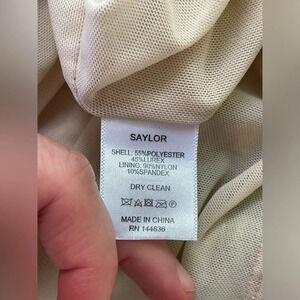 SAYLOR
SHELL: 55%POLYESTER
45%LUREX
LINING: 90%NYLON
10%SPANDEX
DRY CLEAN
MADE IN CHINA
RN 144636